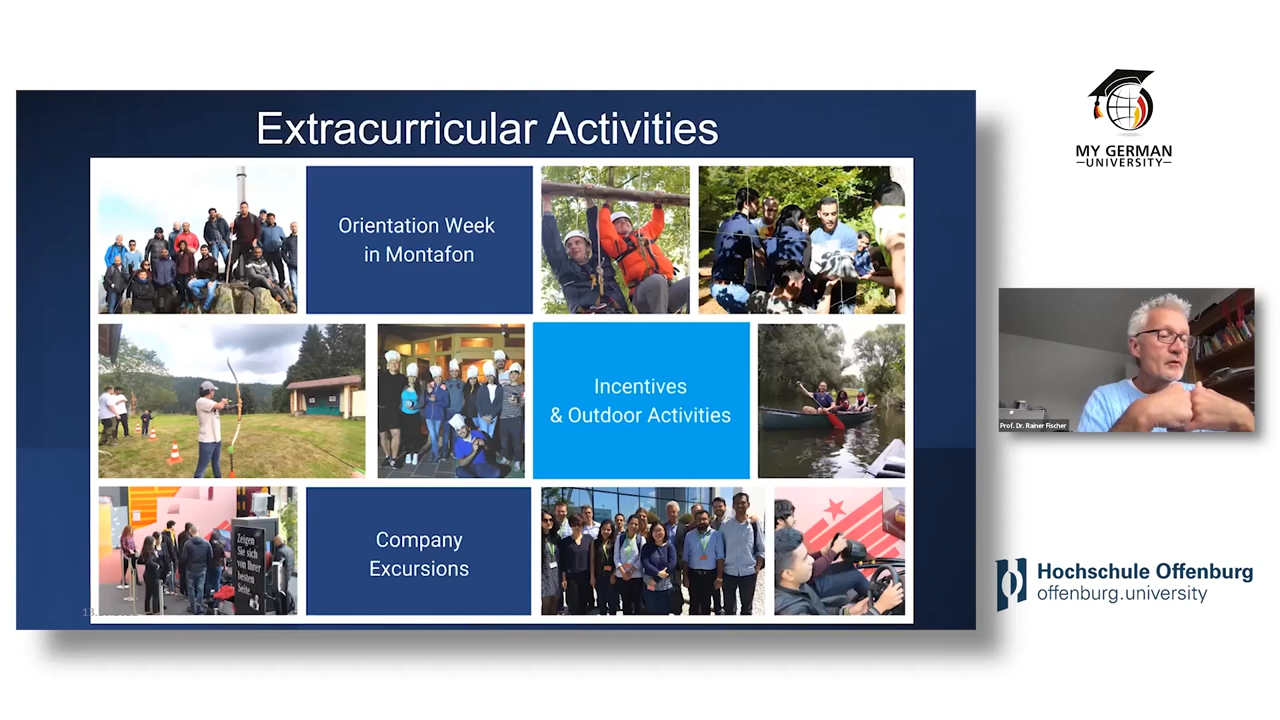 Extracurricular Activities
Orientation Week
in Montafon
Incentives
& Outdoor Activities
Zeigen
Sie sich
von Ihrer
besten
Seite
Company
Excursions
MY GERMAN
UNIVERSITY
Prof. Dr. Rainer Fischer
Hochschule Offenburg
offenburg.university